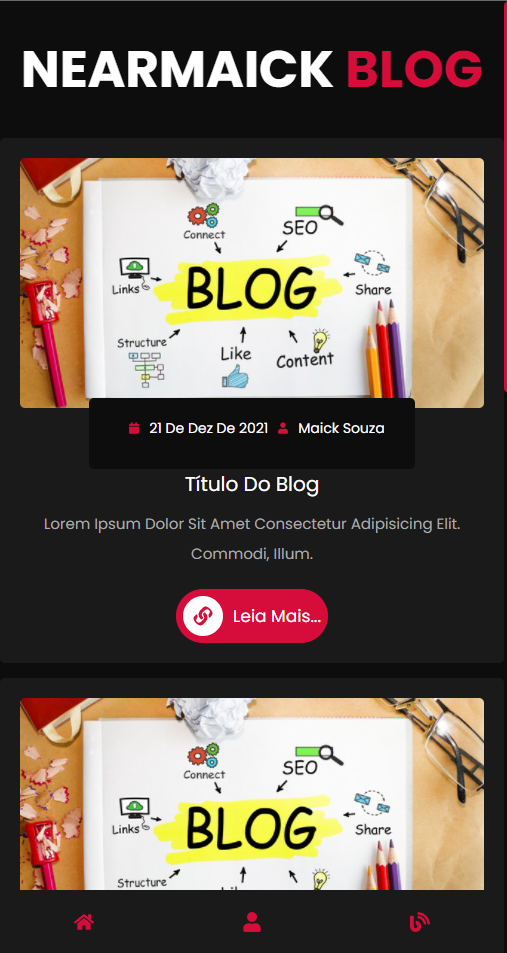 NEARMAICK BLOG
Connect
SEO
Links
BLOG
Share
Structure
Like
Content
21 De Dez De 2021 Maick Souza
Título Do Blog
Lorem Ipsum Dolor Sit Amet Consectetur Adipisicing Elit.
Commodi, Illum.
Leia Mais...
Connect
SEO
Links
BLOG
Share
Structure